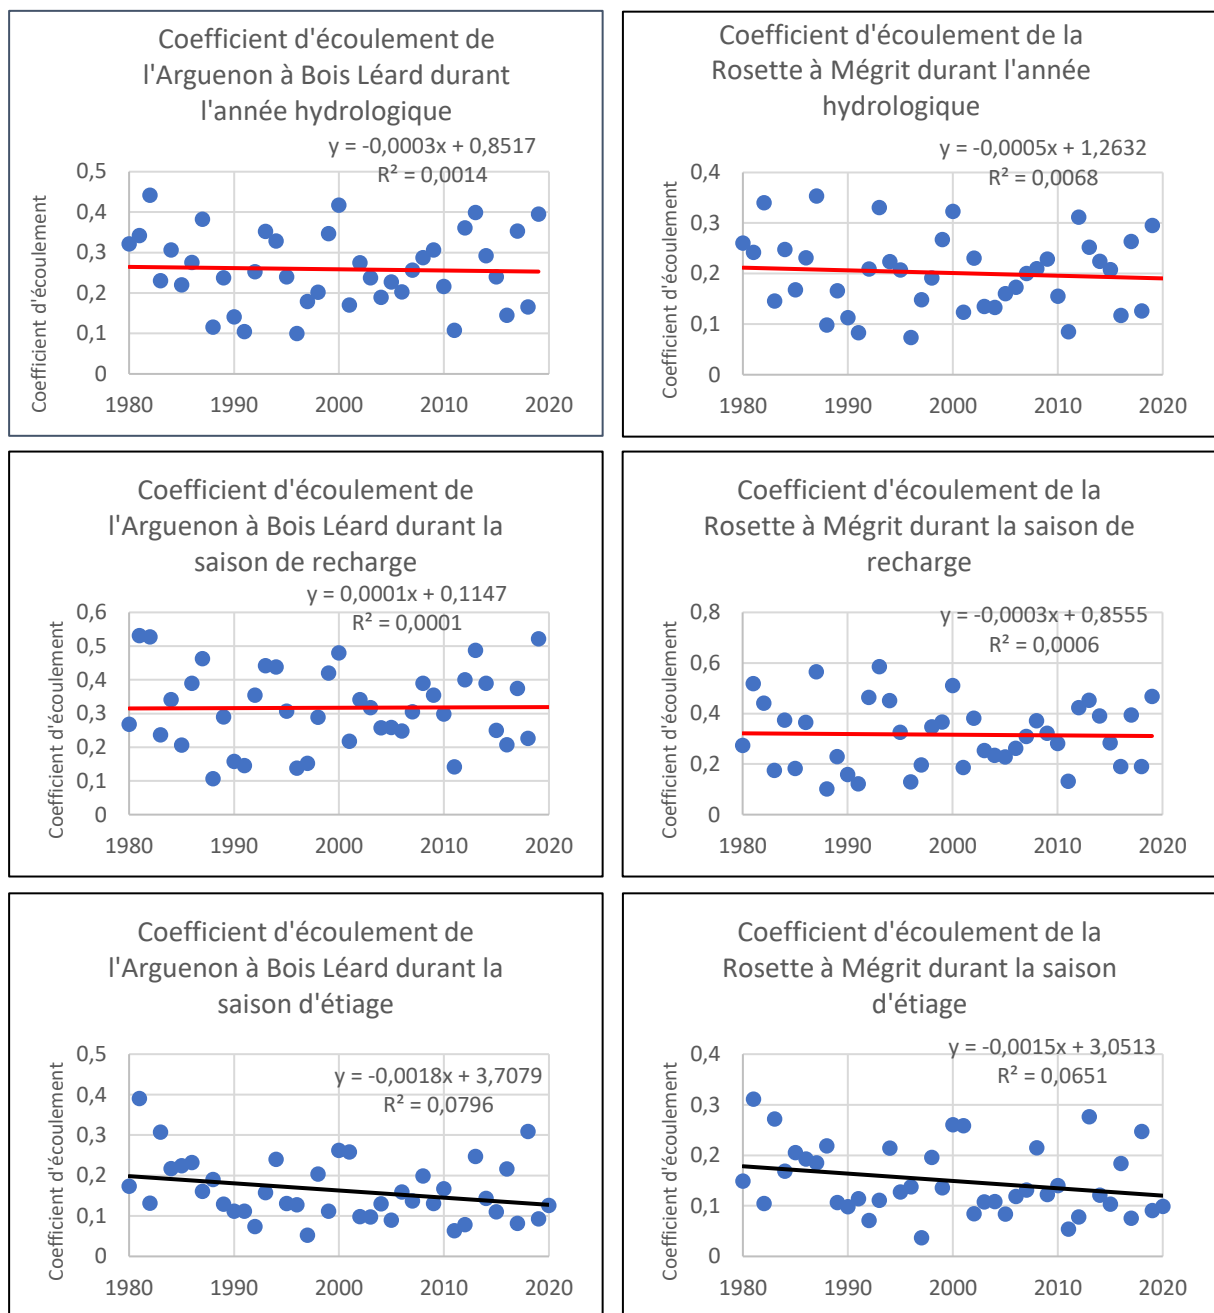 Coefficient d'écoulement de
l'Arguenon à Bois Léard durant
l'année hydrologique
y = -0,0003x + 0,8517
R² = 0,0014
Coefficient d'écoulement
0,5
0,4
0,3
0,2
0,1
0
1980 1990 2000 2010 2020
Coefficient d'écoulement de la
Rosette à Mégrit durant l'année
hydrologique
y = -0,0005x + 1,2632
R² = 0,0068
Coefficient d'écoulement
0,4
0,3
0,2
0,1
0
1980 1990 2000 2010 2020
Coefficient d'écoulement de
l'Arguenon à Bois Léard durant la
saison de recharge
y = 0,0001x + 0,1147
R² = 0,0001
Coefficient d'écoulement
0,6
0,5
0,4
0,3
0,2
0,1
0
1980 1990 2000 2010 2020
Coefficient d'écoulement de la
Rosette à Mégrit durant la saison de
recharge
y = -0,0003x + 0,8555
R² = 0,0006
Coefficient d'écoulement
0,8
0,6
0,4
0,2
0
1980 1990 2000 2010 2020
Coefficient d'écoulement de
l'Arguenon à Bois Léard durant la
saison d'étiage
y = -0,0018x + 3,7079
R² = 0,0796
Coefficient d'écoulement
0,5
0,4
0,3
0,2
0,1
0
1980 1990 2000 2010 2020
Coefficient d'écoulement de la
Rosette à Mégrit durant la saison
d'étiage
y = -0,0015x + 3,0513
R² = 0,0651
Coefficient d'écoulement
0,4
0,3
0,2
0,1
0
1980 1990 2000 2010 2020